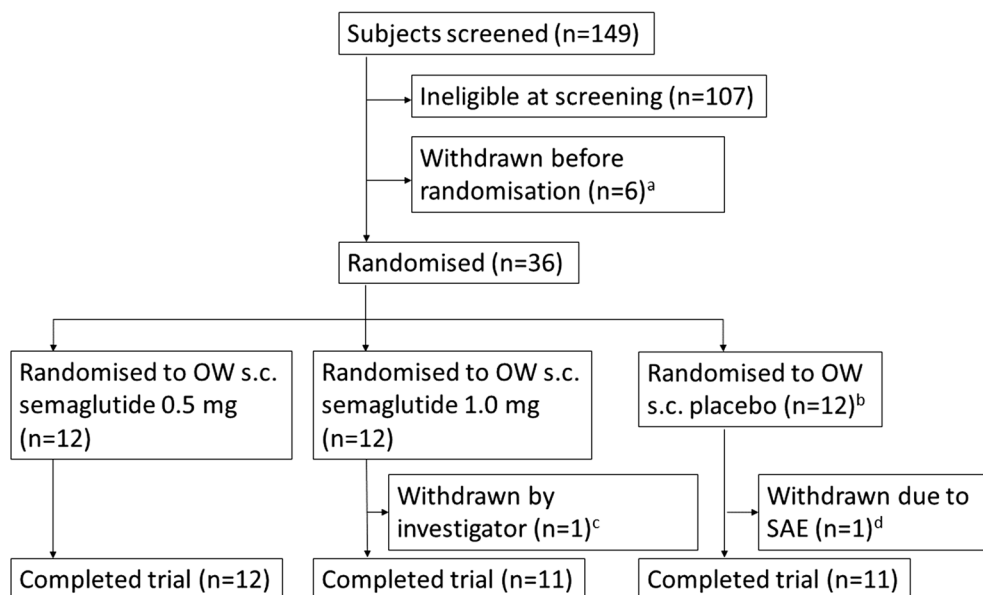 Subjects screened (n=149)
Ineligible at screening (n=107)
Withdrawn before
randomisation (n=6)ᵃ
Randomised (n=36)
Randomised to OW s.c.
semaglutide 0.5 mg
(n=12)
Randomised to OW s.c.
semaglutide 1.0 mg
(n=12)
Randomised to OW
s.c. placebo (n=12)ᵇ
Withdrawn by
investigator (n=1)ᶜ
Withdrawn due to
SAE (n=1)ᵈ
Completed trial (n=12)
Completed trial (n=11)
Completed trial (n=11)